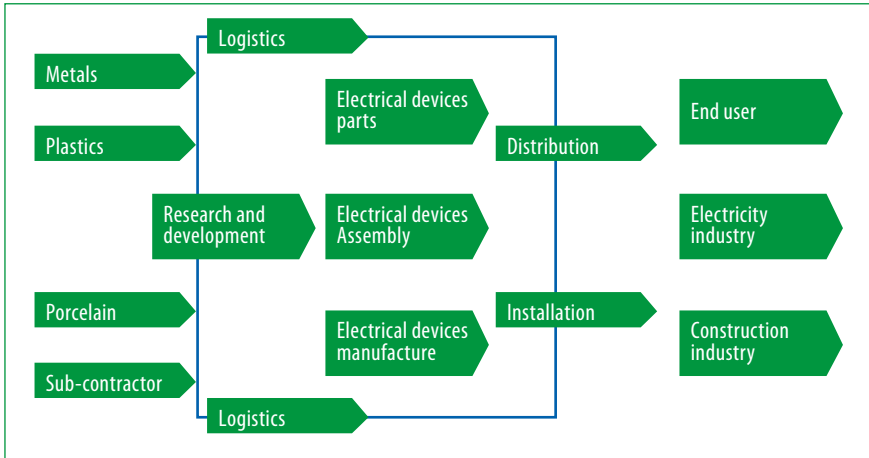 Logistics
Metals
Plastics
Research and
development
Porcelain
Sub-contractor
Logistics
Electrical devices
parts
Electrical devices
Assembly
Electrical devices
manufacture
Distribution
Installation
End user
Electricity
industry
Construction
industry